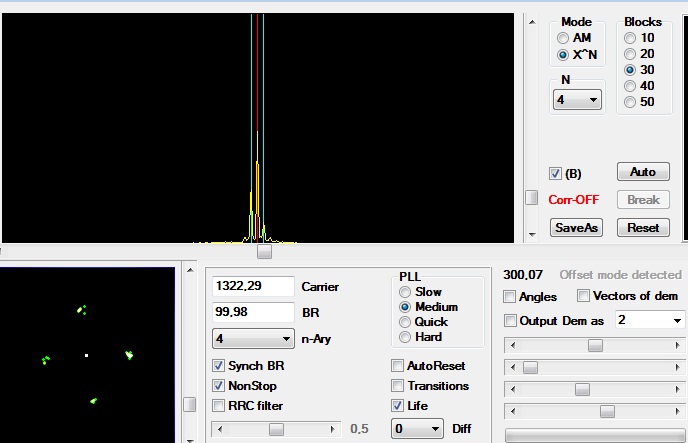 Mode
AM
X^N
Blocks
10
20
30
40
50
N
4
(B)
Auto
Corr-OFF
Break
SaveAs
Reset
1322,29 Carrier
99,98 BR
4 n-Ary
Synch BR
NonStop
RRC filter
0,5
PLL
Slow
Medium
Quick
Hard
AutoReset
Transitions
Life
0 Diff
300,07 Offset mode detected
Angles Vectors of dem
Output Dem as 2